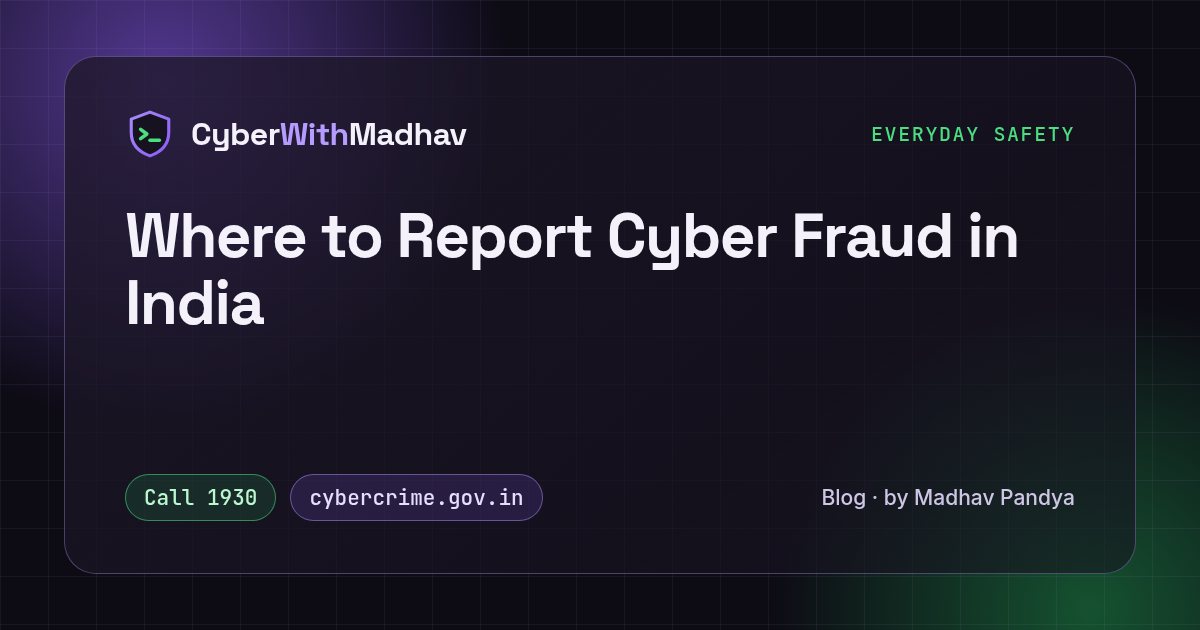 CyberWithMadhav
EVERYDAY SAFETY
Where to Report Cyber Fraud in
India
Call 1930
cybercrime.gov.in
Blog · by Madhav Pandya